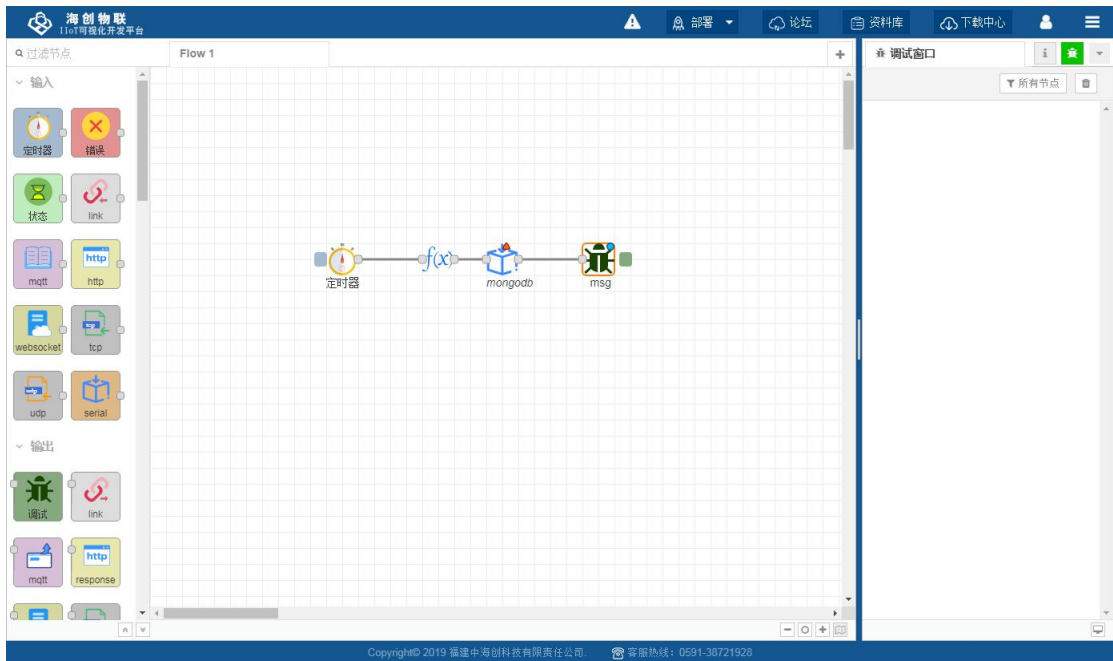 海创物联
IIoT可视化开发平台
部署
论坛
资料库
下载中心
过滤节点
Flow 1
调试窗口
i
所有节点
输入
定时器
错误
状态
link
mqtt
http
http
websocket
tcp
udp
serial
输出
调试
link
mqtt
http
response
定时器
f(x)
mongodb
msg
Copyright© 2019 福建中海创科技有限责任公司. 客服热线：0591-38721928